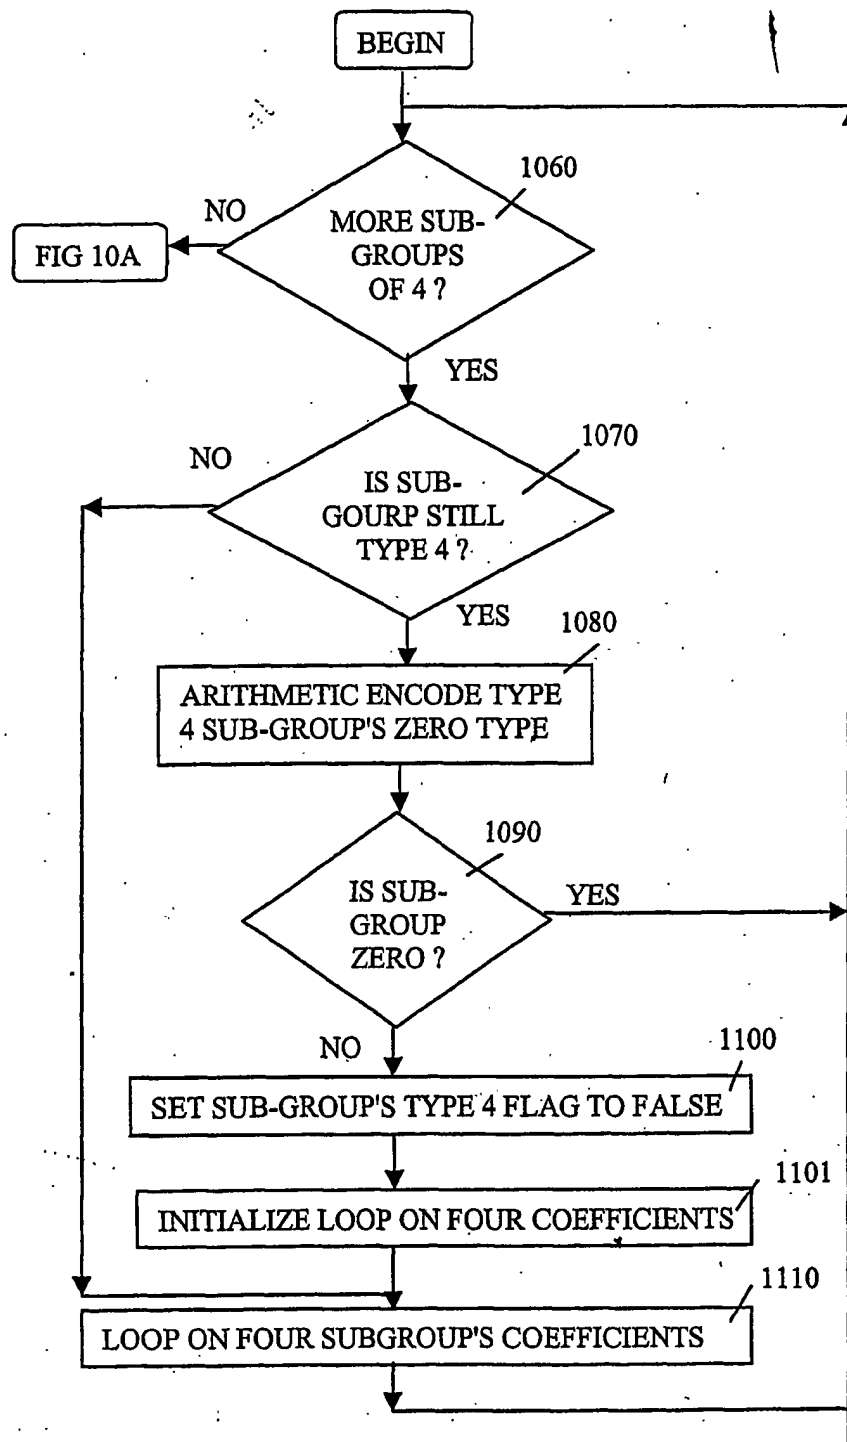 BEGIN
1060
MORE SUB-
GROUPS
OF 4 ?
NO
FIG 10A
YES
1070
NO
IS SUB-
GOURP STILL
TYPE 4 ?
YES
1080
ARITHMETIC ENCODE TYPE
4 SUB-GROUP'S ZERO TYPE
1090
IS SUB-
GROUP
ZERO ?
YES
NO
1100
SET SUB-GROUP'S TYPE 4 FLAG TO FALSE
1101
INITIALIZE LOOP ON FOUR COEFFICIENTS
1110
LOOP ON FOUR SUBGROUP'S COEFFICIENTS